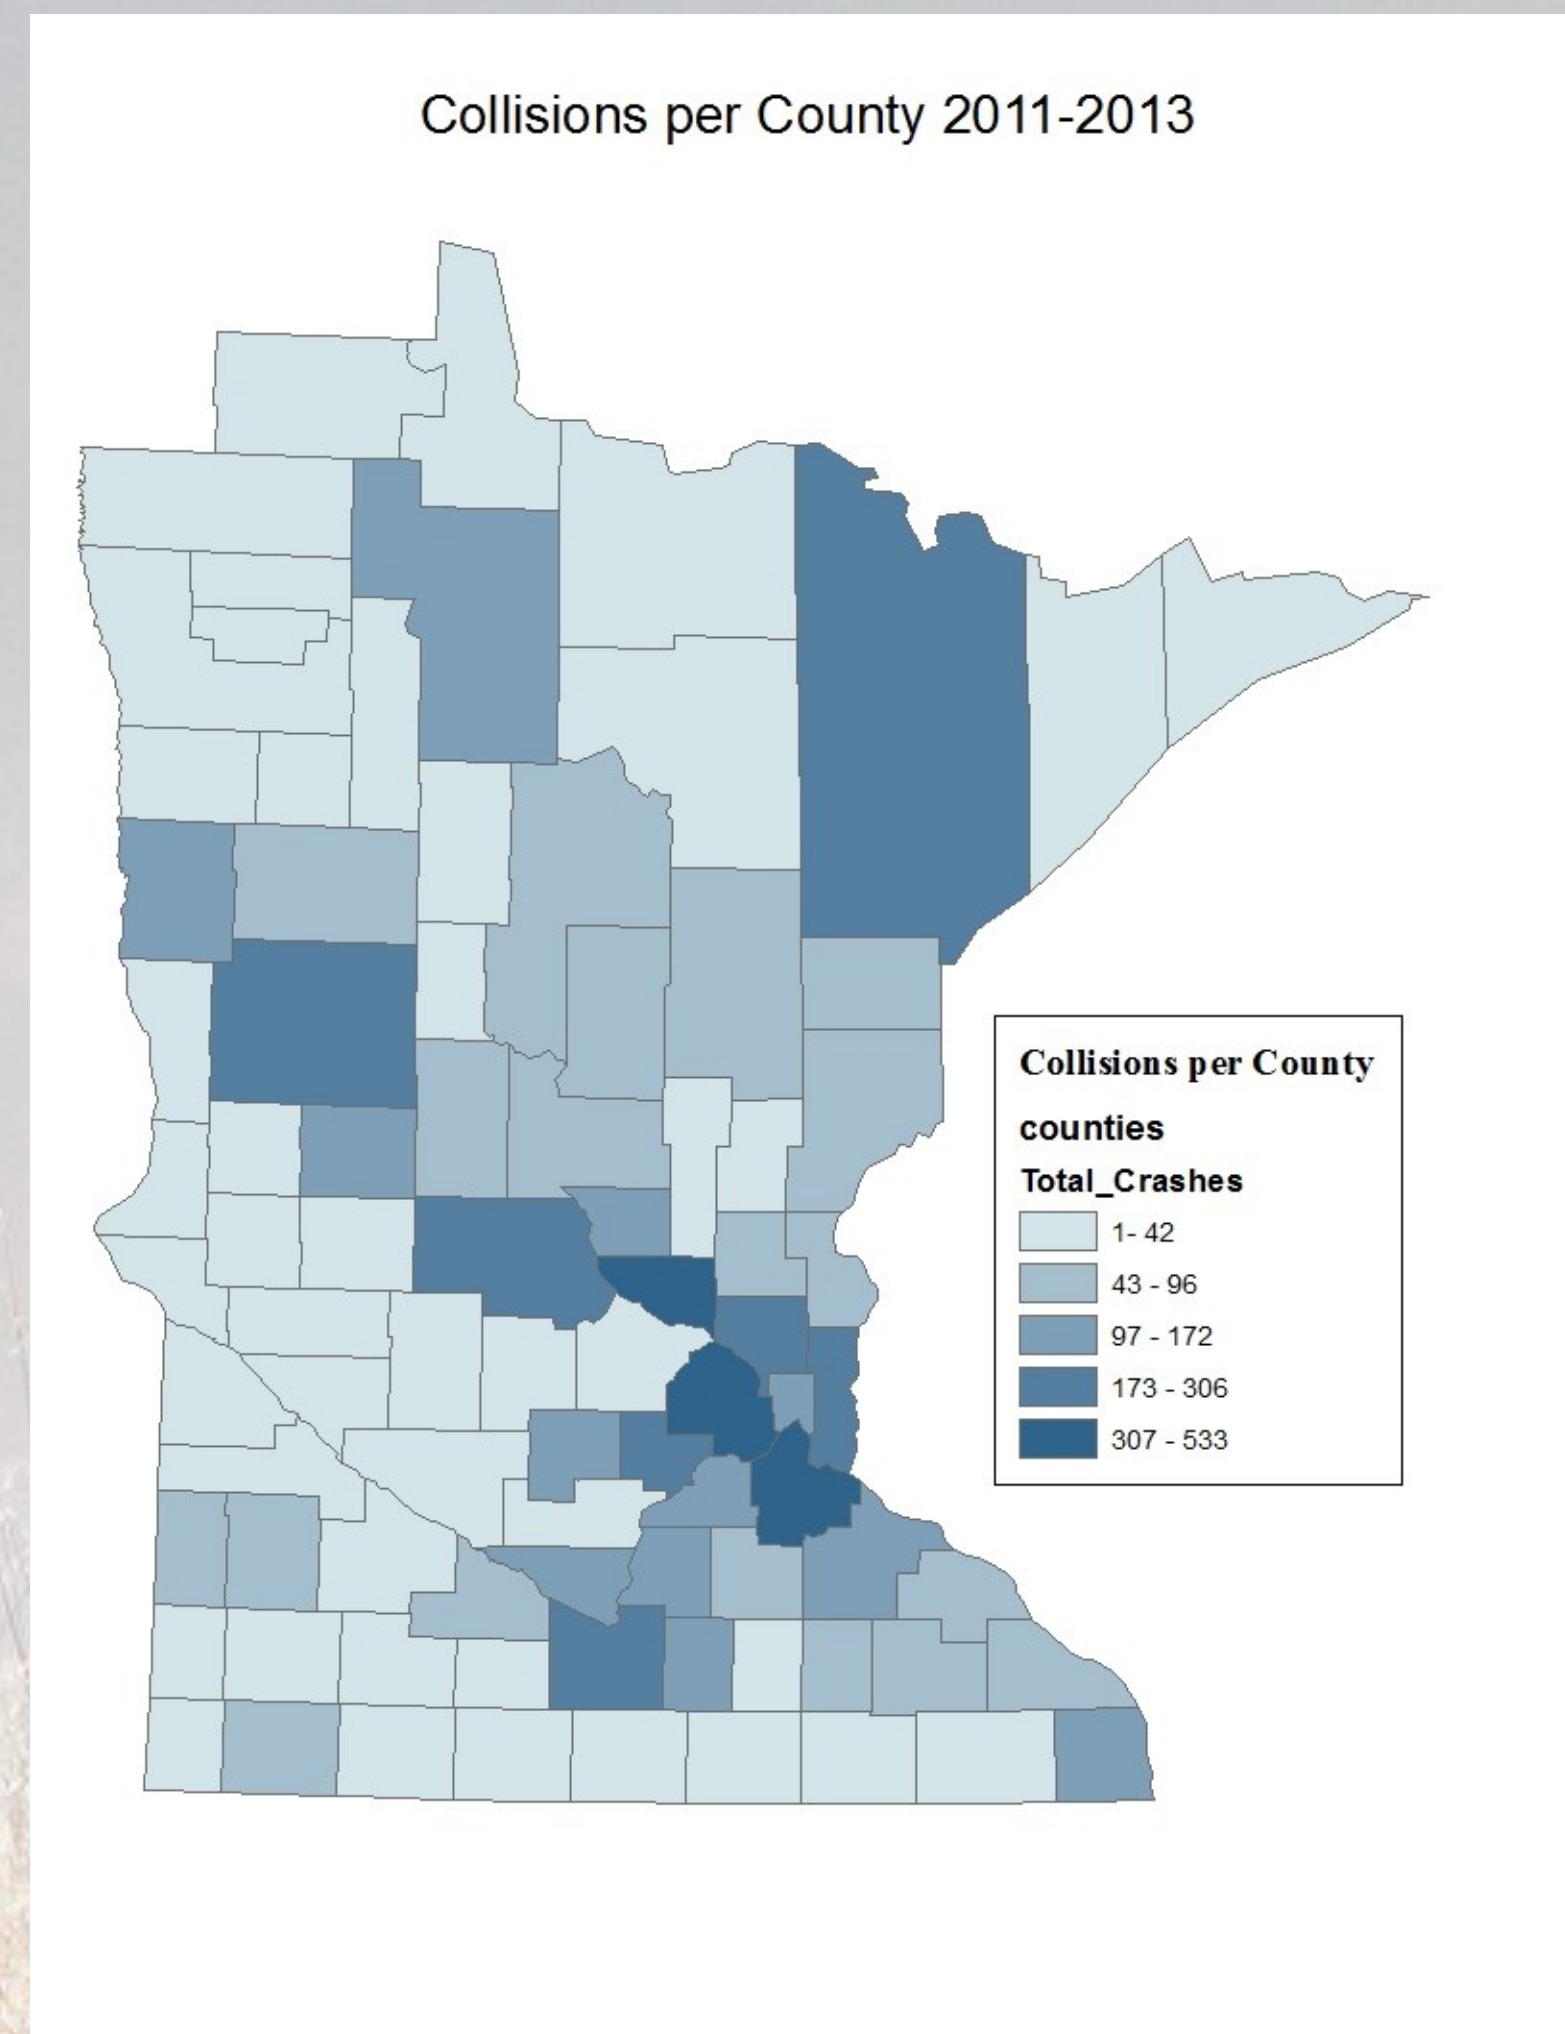 Collisions per County 2011-2013
Collisions per County
counties
Total_Crashes
1- 42
43 - 96
97 - 172
173 - 306
307 - 533